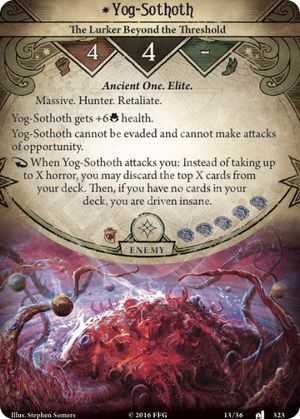 Yog-Sothoth
The Lurker Beyond the Threshold
4 4 -
Ancient One. Elite.
Massive. Hunter. Retaliate.
Yog-Sothoth gets +6 health.
Yog-Sothoth cannot be evaded and cannot make attacks
of opportunity.
When Yog-Sothoth attacks you: Instead of taking up
to X horror, you may discard the top X cards from
your deck. Then, if you have no cards in your
deck, you are driven insane.
ENEMY
Illus. Stephen Somers
© 2016 FFG
13/36
323